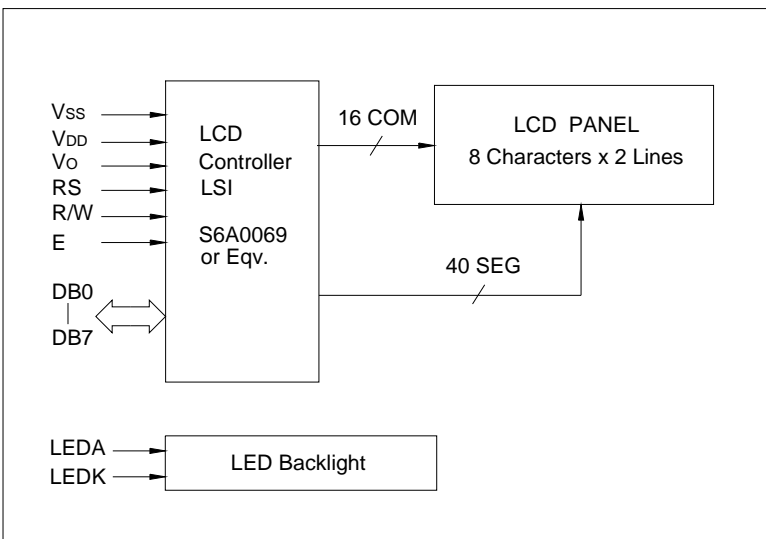 VSS
VDD
VO
RS
R/W
E
DB0
DB7
LCD
Controller
LSI
S6A0069
or Eqv.
16 COM
40 SEG
LCD PANEL
8 Characters x 2 Lines
LEDA
LEDK
LED Backlight